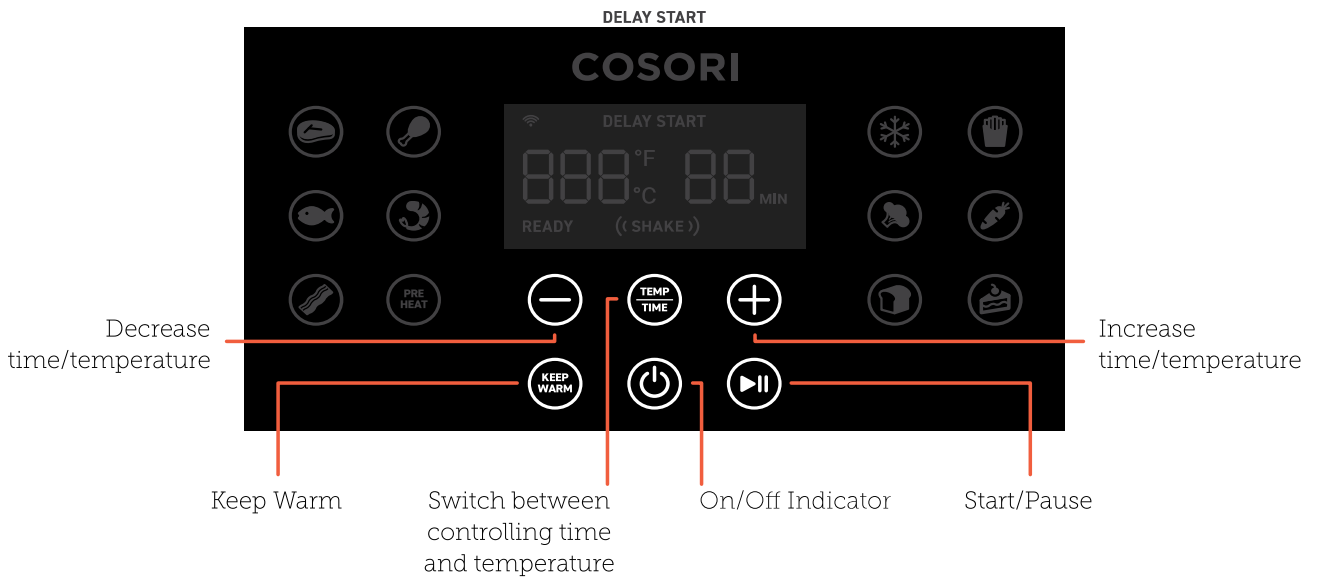 DELAY START
COSORI
DELAY START
888 °F 88
°C MIN
READY ((SHAKE))
PRE
HEAT
TEMP
TIME
Decrease
time/temperature
Increase
time/temperature
KEEP
WARM
Keep Warm
Switch between
controlling time
and temperature
On/Off Indicator
Start/Pause